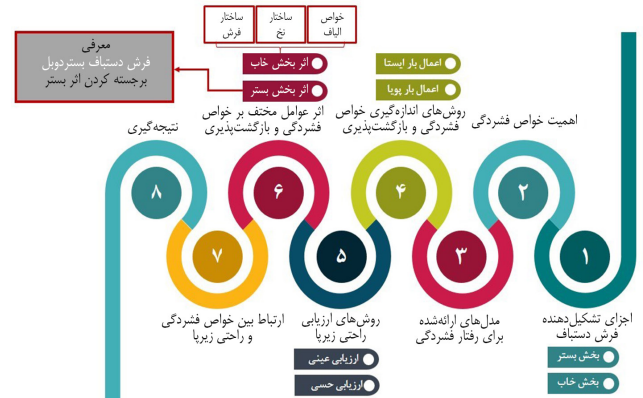 خواص
الیاف
ساختار
نخ
ساختار
فرش
معرفی
فرش دستباف بستردوبل
برجسته کردن اثر بستر
اثر بخش خاب
اثر بخش بستر
اعمال بار ایستا
اعمال بار پویا
اهمیت خواص فشردگی
روش‌های اندازه‌گیری خواص
فشردگی و بازگشت‌پذیری
اثر عوامل مختف بر خواص
فشردگی و بازگشت‌پذیری
نتیجه‌گیری
۱
۲
۳
۴
۵
۶
۷
۸
اجزای تشکیل‌دهنده
فرش دستباف
بخش بستر
بخش خاب
مدل‌های ارائه‌شده
برای رفتار فشردگی
روش‌های ارزیابی
راحتی زیرپا
ارزیابی عینی
ارزیابی حسی
ارتباط بین خواص فشردگی
و راحتی زیرپا